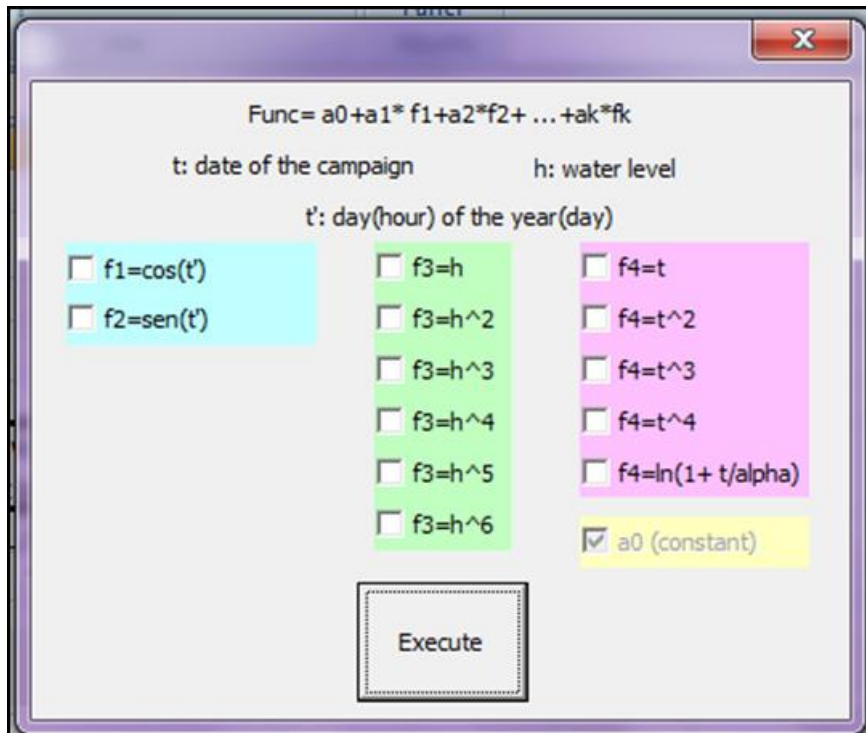 Func= a0+a1* f1+a2*f2+ ...+ak*fk
t: date of the campaign h: water level
t': day(hour) of the year(day)
f1=cos(t') f3=h f4=t
f2=sen(t') f3=h^2 f4=t^2
f3=h^3 f4=t^3
f3=h^4 f4=t^4
f3=h^5 f4=ln(1+ t/alpha)
f3=h^6 a0 (constant)
Execute